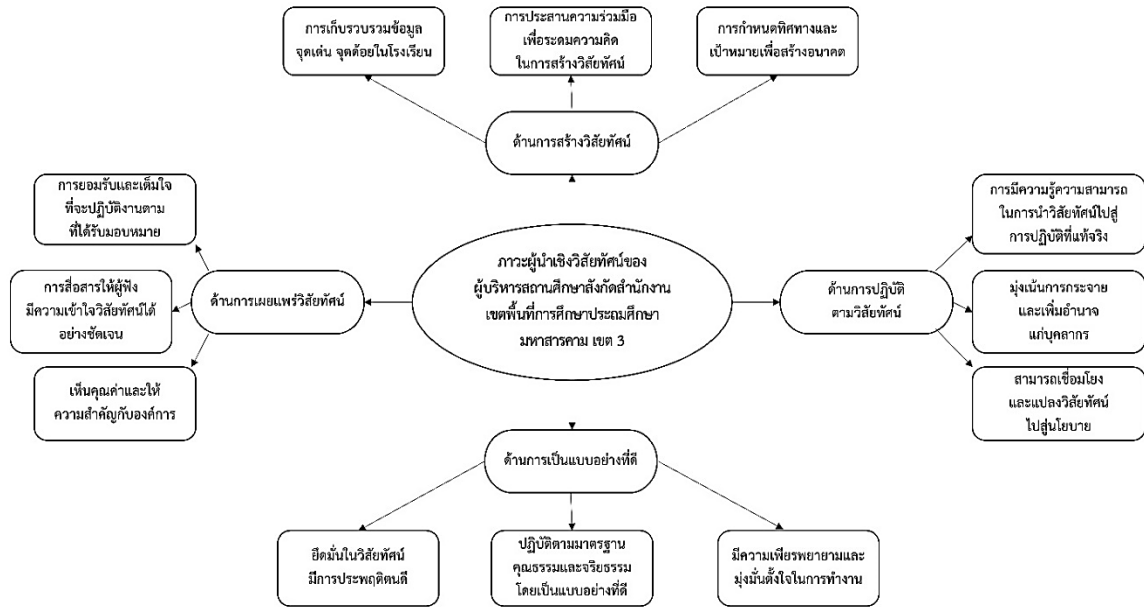 การเก็บรวบรวมข้อมูล
จุดเด่น จุดด้อยในโรงเรียน
การประสานความร่วมมือ
เพื่อระดมความคิด
ในการสร้างวิสัยทัศน์
การกำหนดทิศทางและ
เป้าหมายเพื่อสร้างอนาคต
ด้านการสร้างวิสัยทัศน์
การยอมรับและเต็มใจ
ที่จะปฏิบัติงานตาม
ที่ได้รับมอบหมาย
การสื่อสารให้ผู้ฟัง
มีความเข้าใจวิสัยทัศน์ได้
อย่างชัดเจน
เห็นคุณค่าและให้
ความสำคัญกับองค์การ
ด้านการเผยแพร่วิสัยทัศน์
ภาวะผู้นำเชิงวิสัยทัศน์ของ
ผู้บริหารสถานศึกษาสังกัดสำนักงาน
เขตพื้นที่การศึกษาประถมศึกษา
มหาสารคาม เขต 3
ด้านการปฏิบัติ
ตามวิสัยทัศน์
การมีความรู้ความสามารถ
ในการนำวิสัยทัศน์ไปสู่
การปฏิบัติที่แท้จริง
มุ่งเน้นการกระจาย
และเพิ่มอำนาจ
แก่บุคลากร
สามารถเชื่อมโยง
และแปลงวิสัยทัศน์
ไปสู่นโยบาย
ด้านการเป็นแบบอย่างที่ดี
ยึดมั่นในวิสัยทัศน์
มีการประพฤติตนดี
ปฏิบัติตามมาตรฐาน
คุณธรรมและจริยธรรม
โดยเป็นแบบอย่างที่ดี
มีความเพียรพยายามและ
มุ่งมั่นตั้งใจในการทำงาน